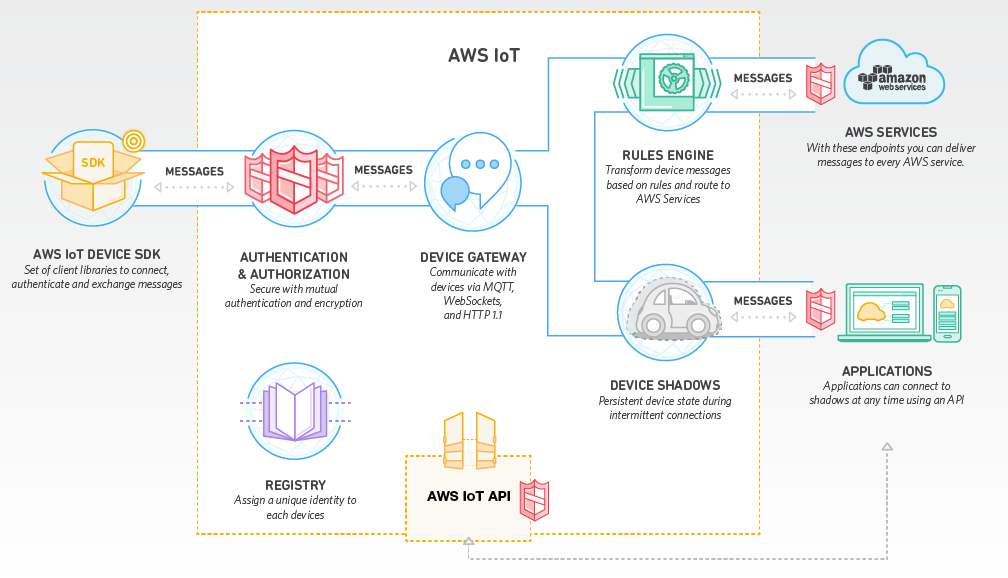 AWS IoT
SDK
MESSAGES
MESSAGES
MESSAGES
amazon
web services
AWS IoT DEVICE SDK
Set of client libraries to connect,
authenticate and exchange messages
AUTHENTICATION
& AUTHORIZATION
Secure with mutual
authentication and encryption
DEVICE GATEWAY
Communicate with
devices via MQTT,
WebSockets,
and HTTP 1.1
RULES ENGINE
Transform device messages
based on rules and route to
AWS Services
AWS SERVICES
With these endpoints you can deliver
messages to every AWS service.
MESSAGES
DEVICE SHADOWS
Persistent device state during
intermittent connections
APPLICATIONS
Applications can connect to
shadows at any time using an API
REGISTRY
Assign a unique identity to
each devices
AWS IoT API